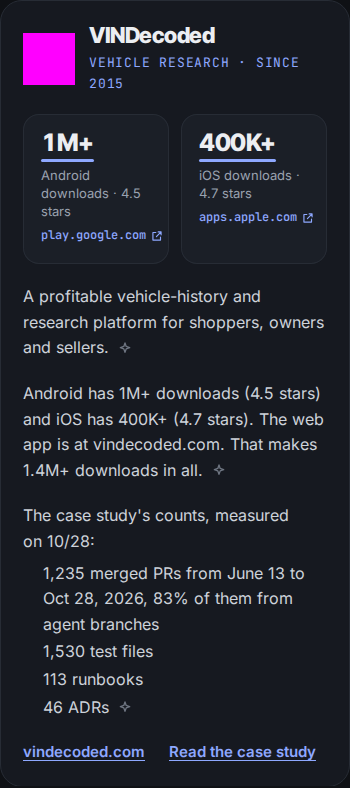 VINDecoded
VEHICLE RESEARCH · SINCE
2015
1M+
Android
downloads · 4.5
stars
play.google.com
400K+
iOS downloads ·
4.7 stars
apps.apple.com
A profitable vehicle-history and
research platform for shoppers, owners
and sellers.
Android has 1M+ downloads (4.5 stars)
and iOS has 400K+ (4.7 stars). The web
app is at vindecoded.com. That makes
1.4M+ downloads in all.
The case study's counts, measured
on 10/28:
1,235 merged PRs from June 13 to
Oct 28, 2026, 83% of them from
agent branches
1,530 test files
113 runbooks
46 ADRs
vindecoded.com Read the case study